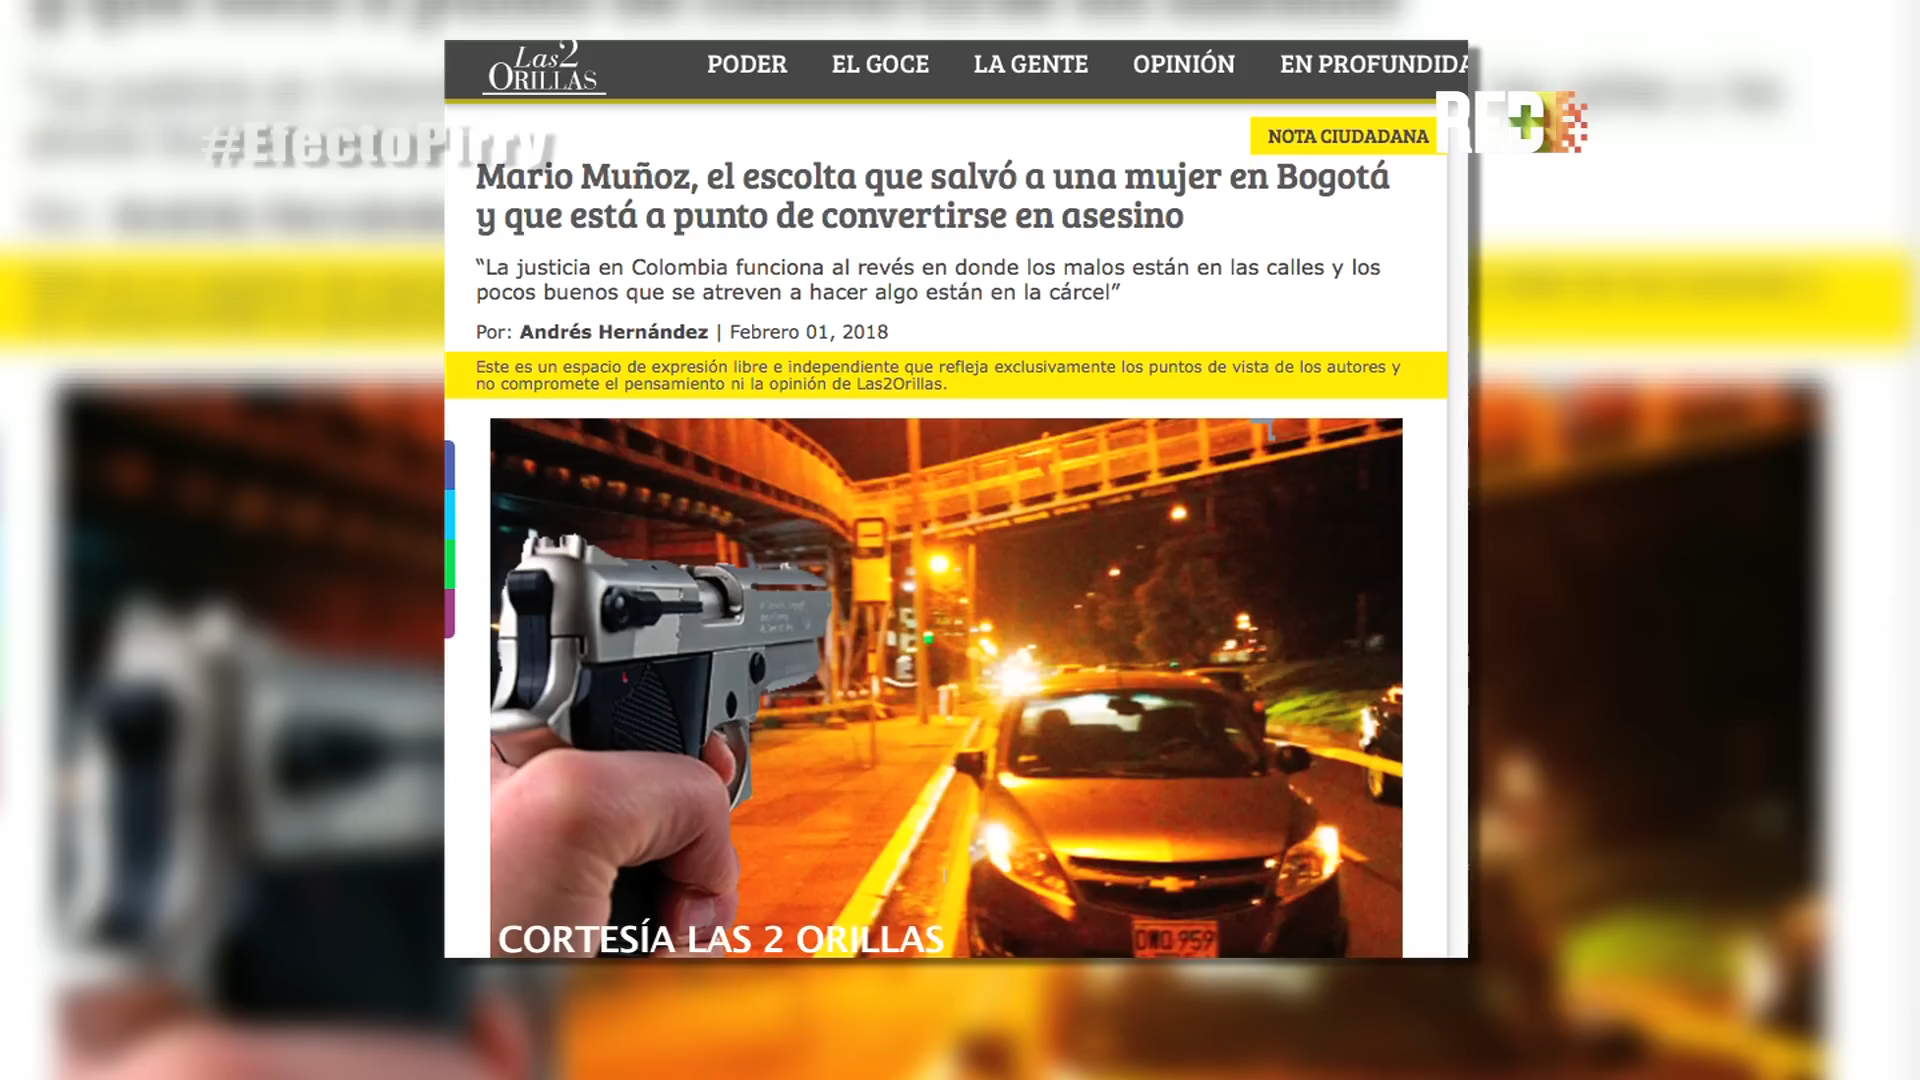 Las2
ORILLAS
PODER
EL GOCE
LA GENTE
OPINIÓN
EN PROFUNDIDA
#EfectoPirry
RED+
NOTA CIUDADANA
Mario Muñoz, el escolta que salvó a una mujer en Bogotá
y que está a punto de convertirse en asesino
“La justicia en Colombia funciona al revés en donde los malos están en las calles y los
pocos buenos que se atreven a hacer algo están en la cárcel”
Por: Andrés Hernández | Febrero 01, 2018
Este es un espacio de expresión libre e independiente que refleja exclusivamente los puntos de vista de los autores y
no compromete el pensamiento ni la opinión de Las2Orillas.
CORTESÍA LAS 2 ORILLAS